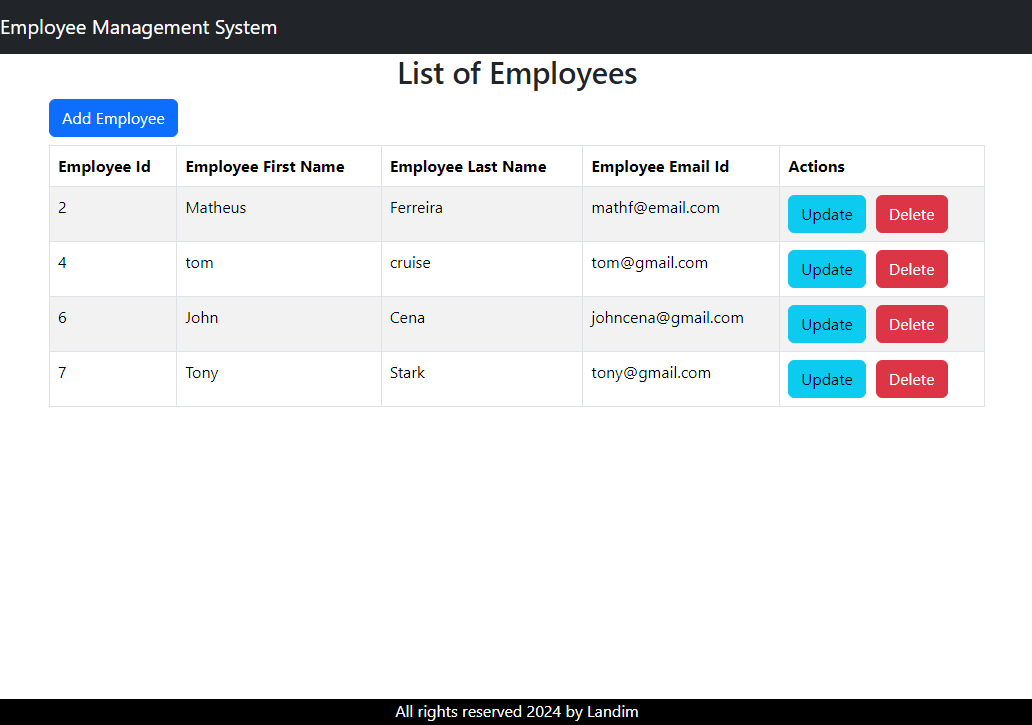 Employee Management System
List of Employees
Add Employee
Employee Id Employee First Name Employee Last Name Employee Email Id Actions
2 Matheus Ferreira mathf@email.com Update Delete
4 tom cruise tom@gmail.com Update Delete
6 John Cena johncena@gmail.com Update Delete
7 Tony Stark tony@gmail.com Update Delete
All rights reserved 2024 by Landim